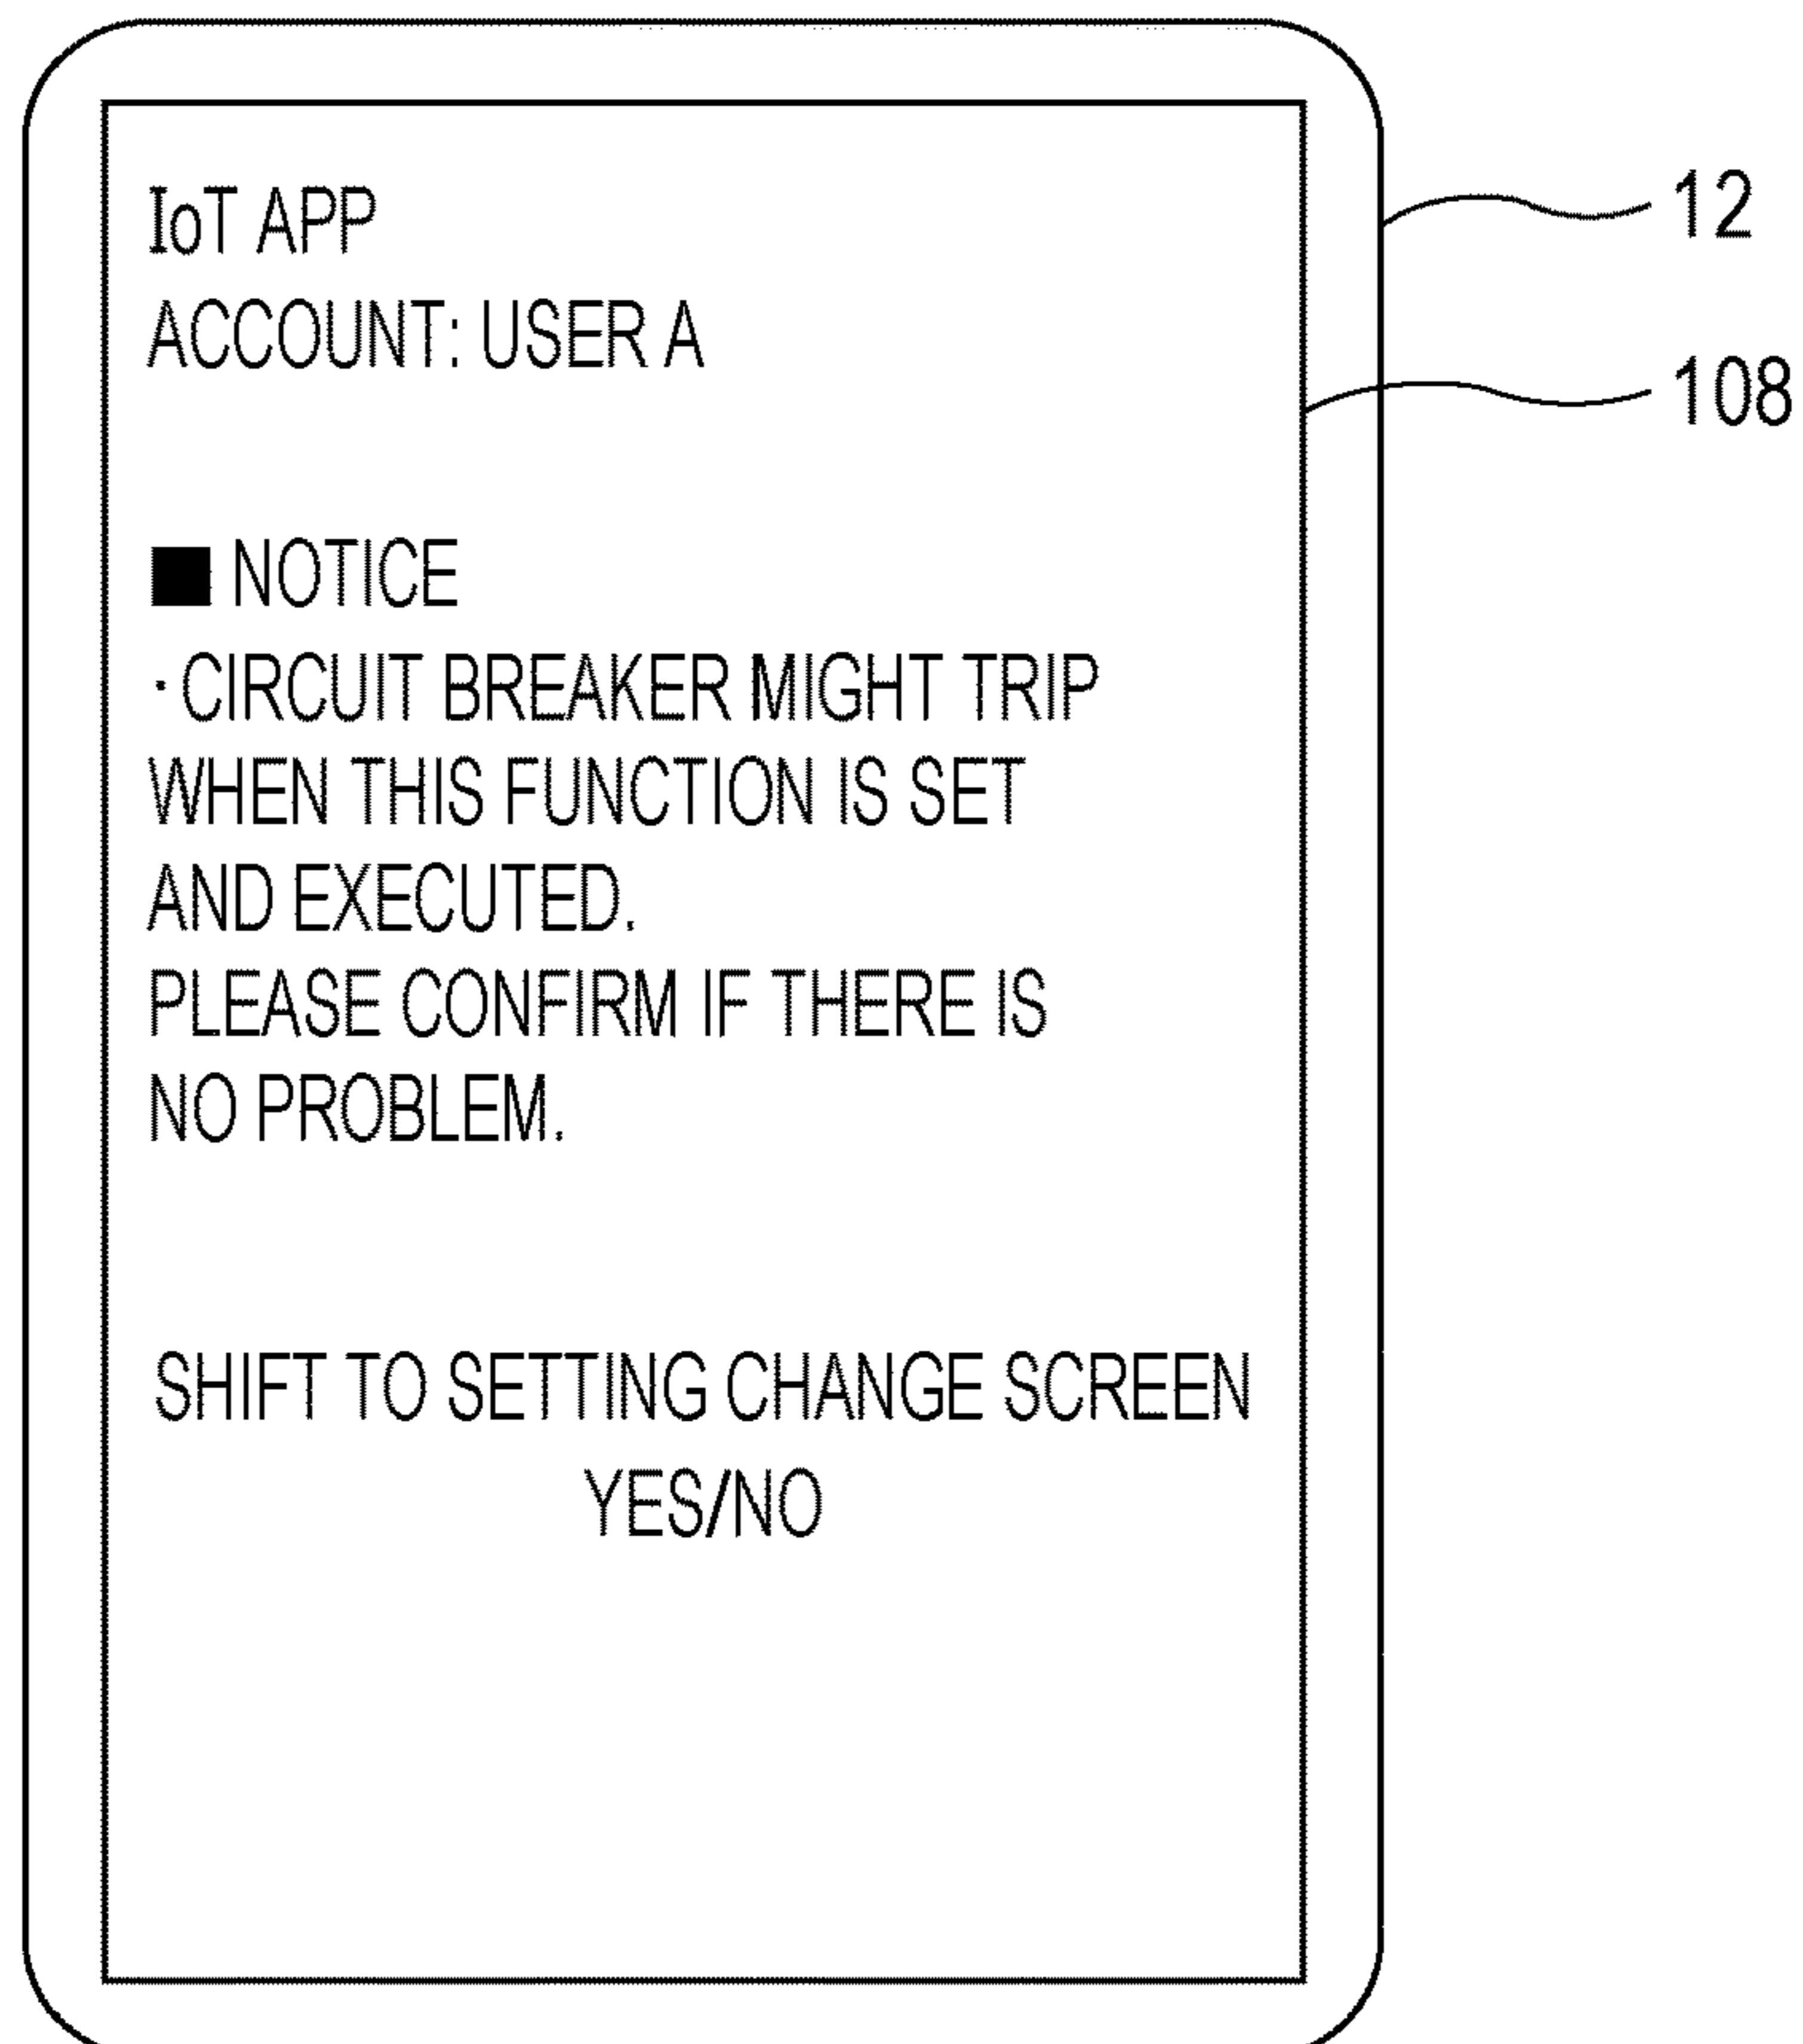 IoT APP
ACCOUNT: USER A
12
108
■ NOTICE
· CIRCUIT BREAKER MIGHT TRIP
WHEN THIS FUNCTION IS SET
AND EXECUTED.
PLEASE CONFIRM IF THERE IS
NO PROBLEM.
SHIFT TO SETTING CHANGE SCREEN
YES/NO